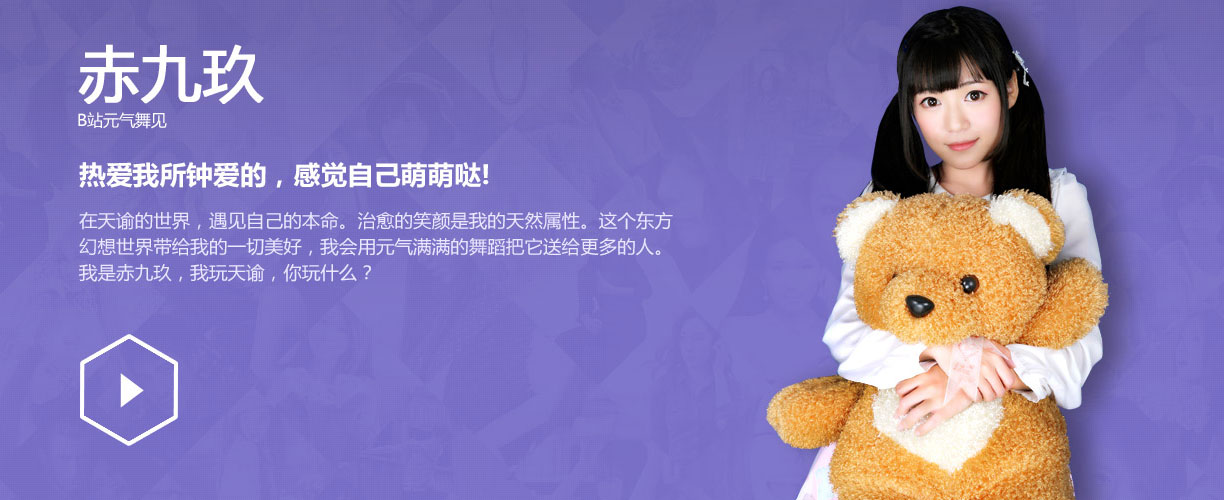 赤九玖
B站元气舞见
热爱我所钟爱的，感觉自己萌萌哒!
在天谕的世界，遇见自己的本命。治愈的笑颜是我的天然属性。这个东方
幻想世界带给我的一切美好，我会用元气满满的舞蹈把它送给更多的人。
我是赤九玖，我玩天谕，你玩什么？